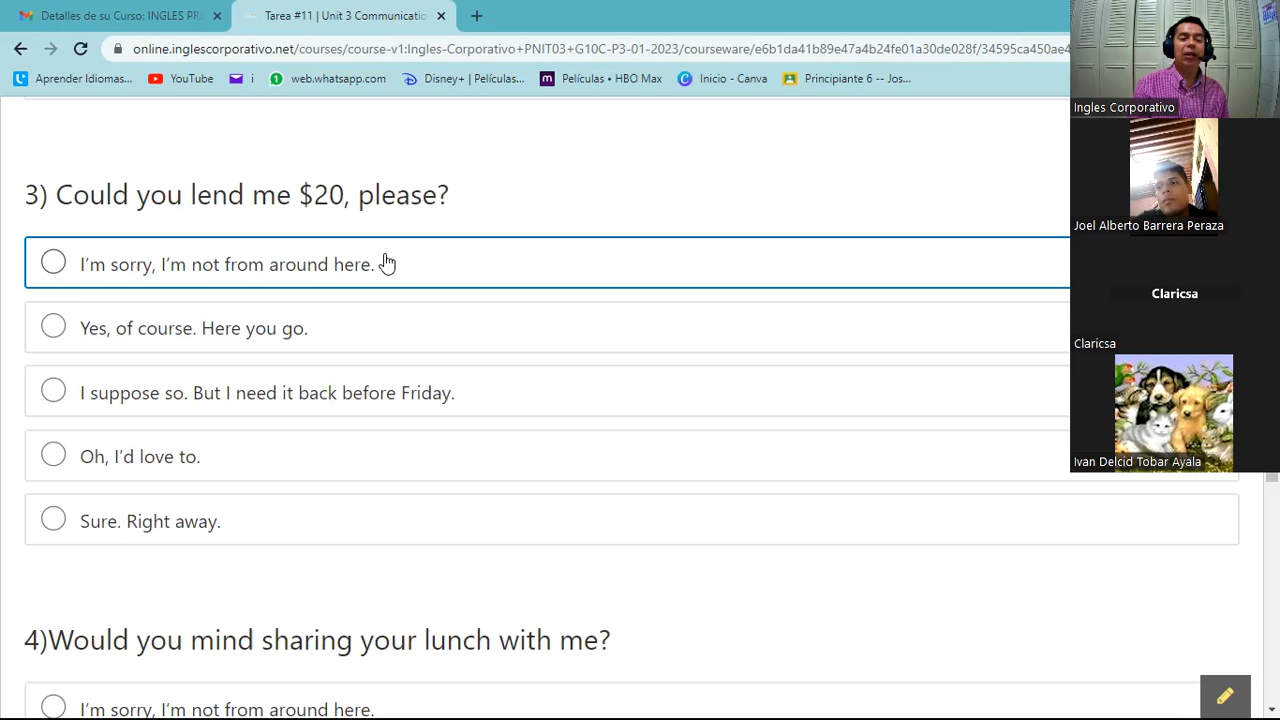 Detalles de su Curso: INGLES PR
Tarea #11 | Unit 3 Communicatio
online.inglescorporativo.net/courses/course-v1:ingles-Corporativo+PNIT03+G10C-P3-01-2023/courseware/e6b1da41b89e47a4b24fe01a30de028f/34595ca450ae4
Aprender Idiomas...
YouTube
i
web.whatsapp.com
Disney+ | Películas...
Películas • HBO Max
Inicio - Canva
Principiante 6 -- Jos...
Ingles Corporativo
Joel Alberto Barrera Peraza
Claricsa
Claricsa
Ivan Delcid Tobar Ayala
3) Could you lend me $20, please?
I'm sorry, I'm not from around here.
Yes, of course. Here you go.
I suppose so. But I need it back before Friday.
Oh, I'd love to.
Sure. Right away.
4)Would you mind sharing your lunch with me?
I'm sorry, I'm not from around here.